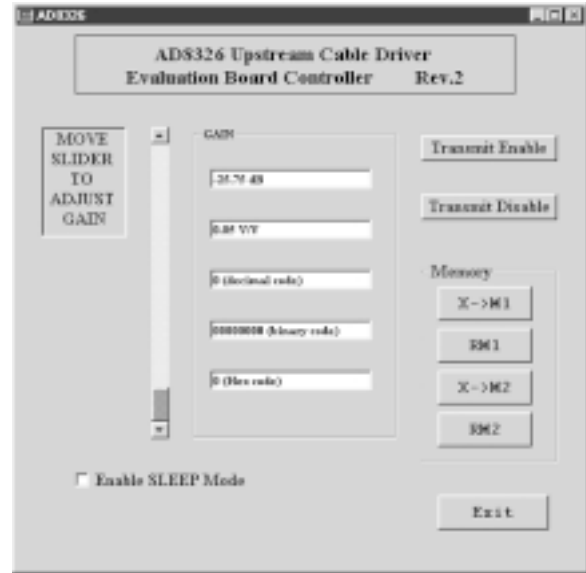 AD8326
AD8326 Upstream Cable Driver
Evaluation Board Controller Rev.2
MOVE
SLIDER
TO
ADJUST
GAIN
GAIN
-25.75 dB
0.05 V/V
0 (decimal code)
00000000 (binary code)
0 (Hex code)
Transmit Enable
Transmit Disable
Memory
X->M1
RM1
X->M2
RM2
Enable SLEEP Mode
Exit